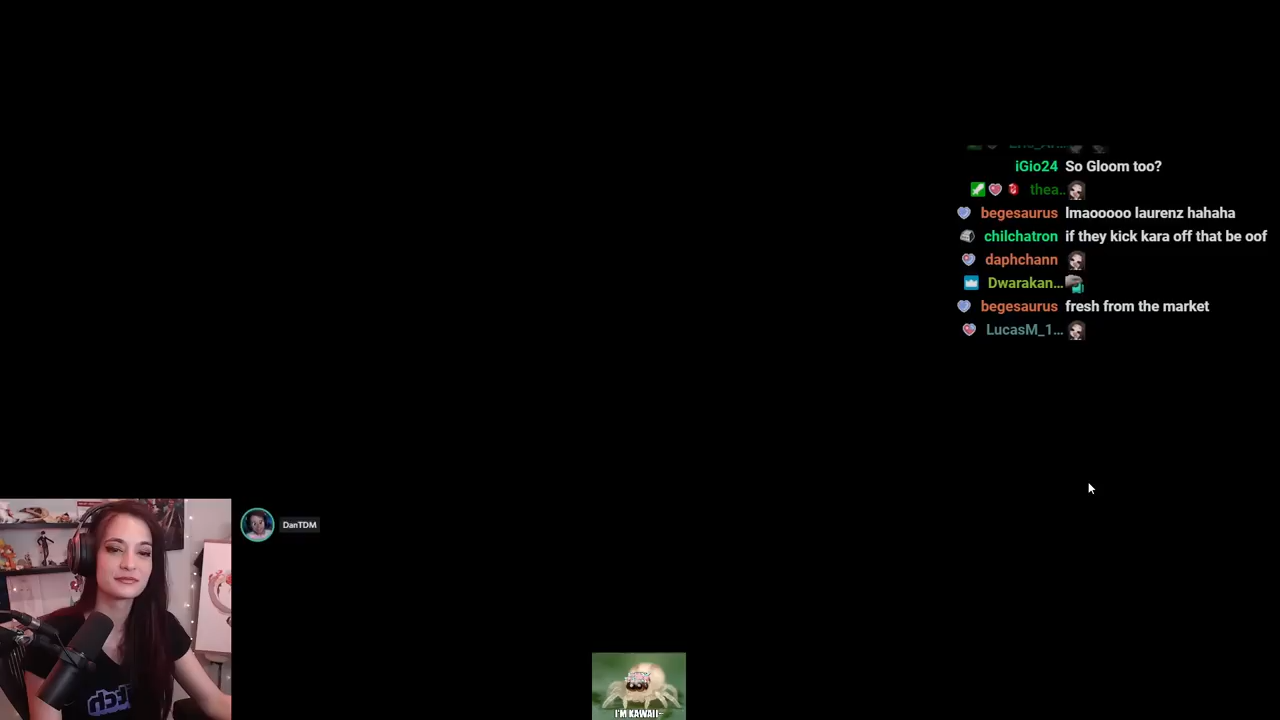 iGio24 So Gloom too?
thea..
begesaurus lmaooooo laurenz hahaha
chilchatron if they kick kara off that be oof
daphchann
Dwarakan...
begesaurus fresh from the market
LucasM_1...
DanTDM
I'M KAWAII~